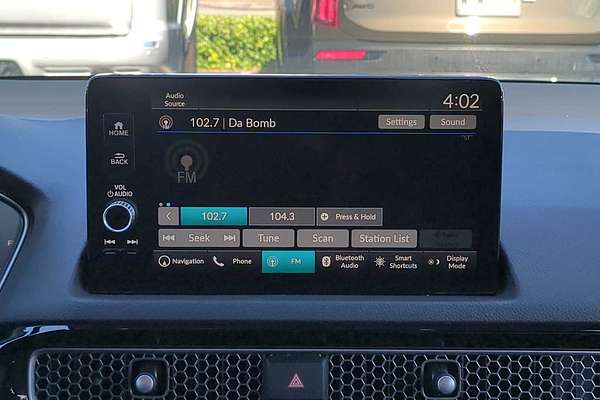 Audio
Source
4:02
HOME
102.7 | Da Bomb
Settings
Sound
ST
BACK
FM
VOL
AUDIO
102.7
104.3
Press & Hold
Seek
Tune
Scan
Station List
Navigation
Phone
FM
Bluetooth
Audio
Smart
Shortcuts
Display
Mode
F